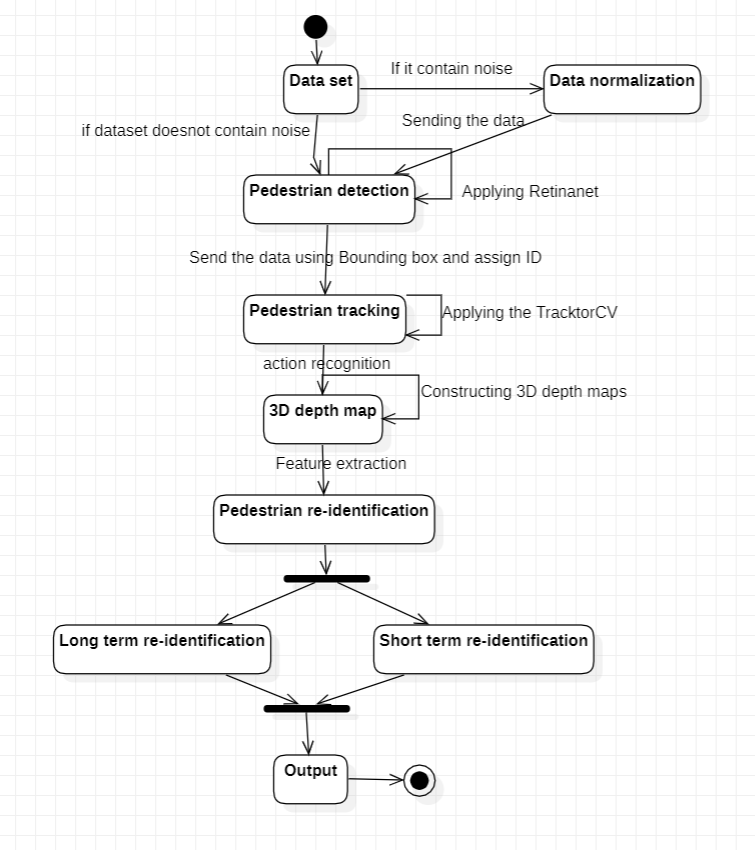 If it contain noise
Data set
Data normalization
Sending the data
if dataset doesnot contain noise
Pedestrian detection
Applying Retinanet
Send the data using Bounding box and assign ID
Pedestrian tracking
Applying the TracktorCV
action recognition
Constructing 3D depth maps
3D depth map
Feature extraction
Pedestrian re-identification
Long term re-identification
Short term re-identification
Output